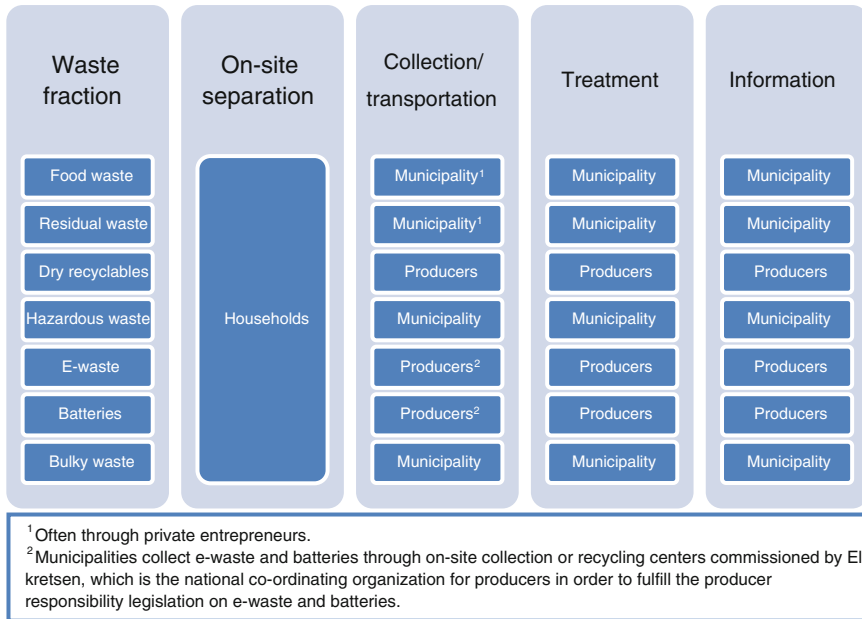 Waste
fraction
On-site
separation
Collection/
transportation
Treatment
Information
Food waste
Municipality¹
Municipality
Municipality
Residual waste
Municipality¹
Municipality
Municipality
Dry recyclables
Producers
Producers
Producers
Hazardous waste
Households
Municipality
Municipality
Municipality
E-waste
Producers²
Producers
Producers
Batteries
Producers²
Producers
Producers
Bulky waste
Municipality
Municipality
Municipality
¹ Often through private entrepreneurs.
² Municipalities collect e-waste and batteries through on-site collection or recycling centers commissioned by El
kretsen, which is the national co-ordinating organization for producers in order to fulfill the producer
responsibility legislation on e-waste and batteries.